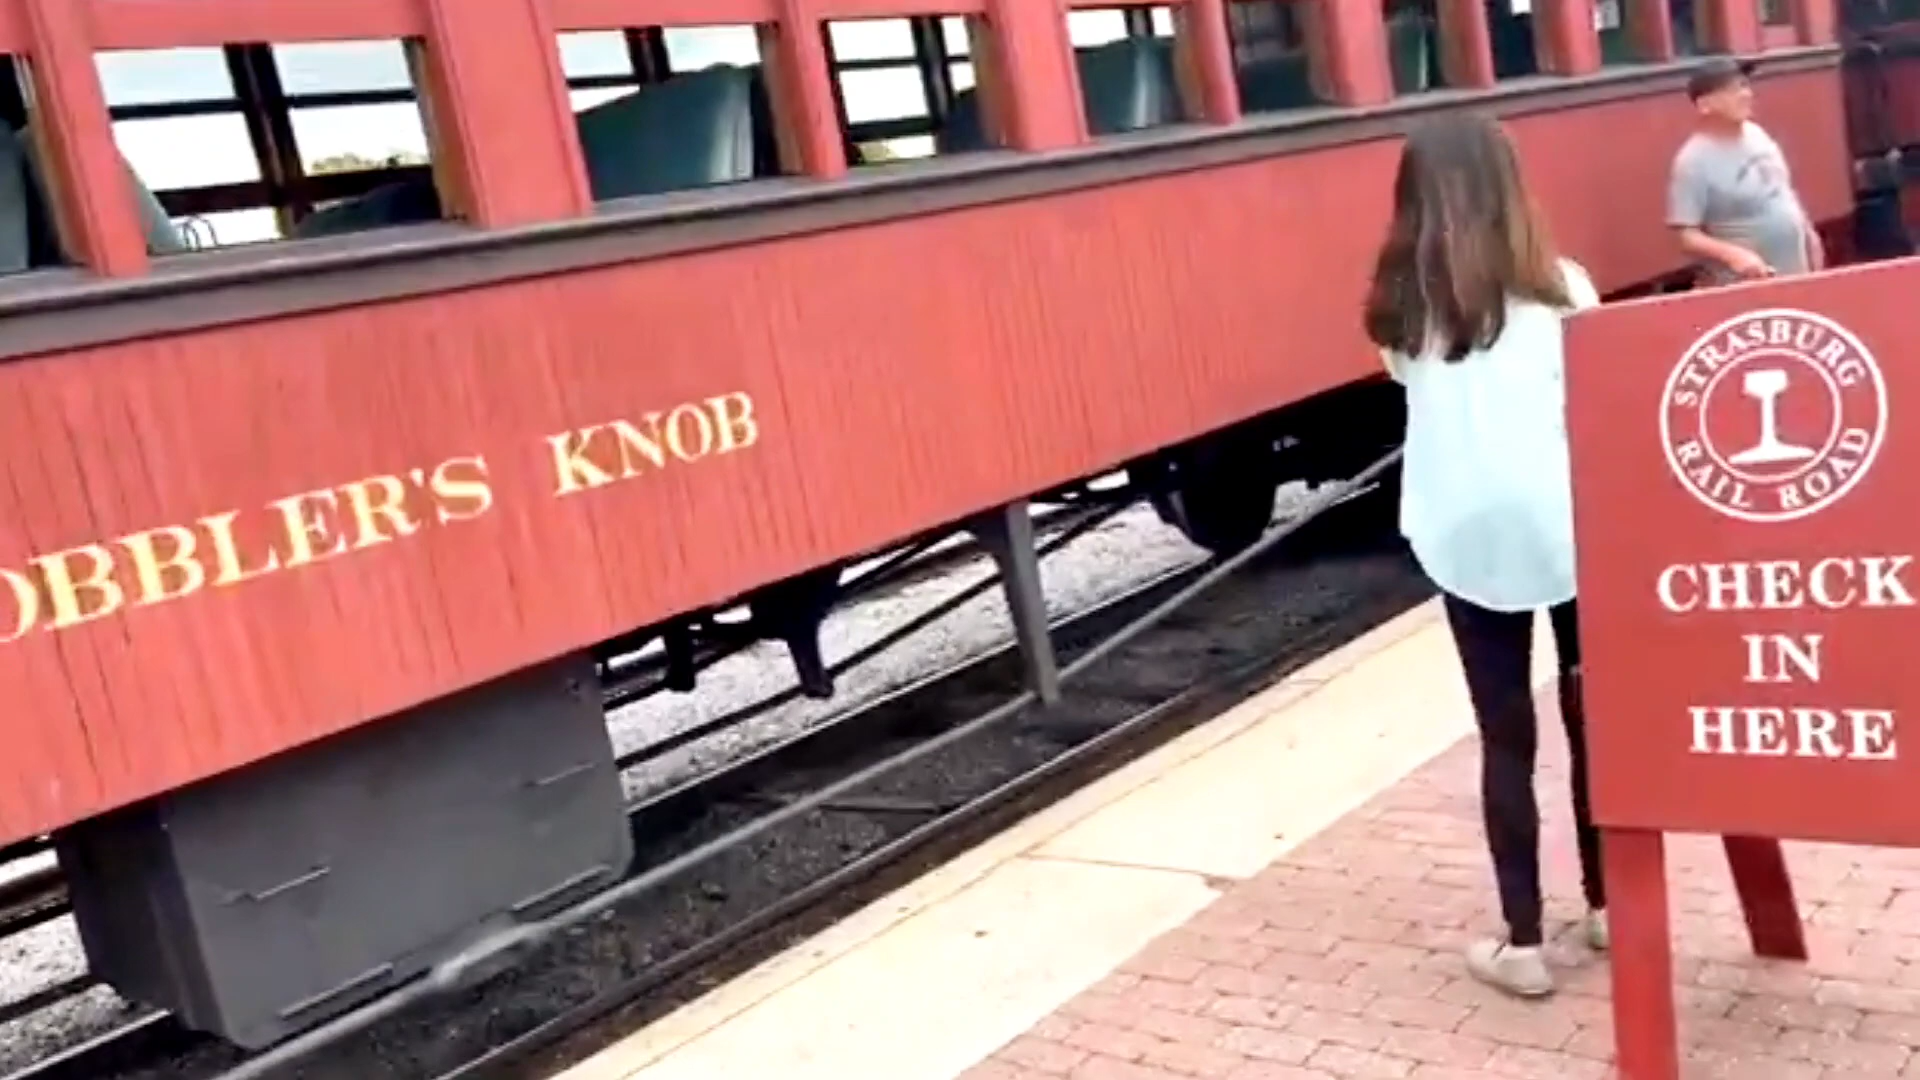 OBBLER'S KNOB
STRASBURG
RAIL ROAD
CHECK
IN
HERE